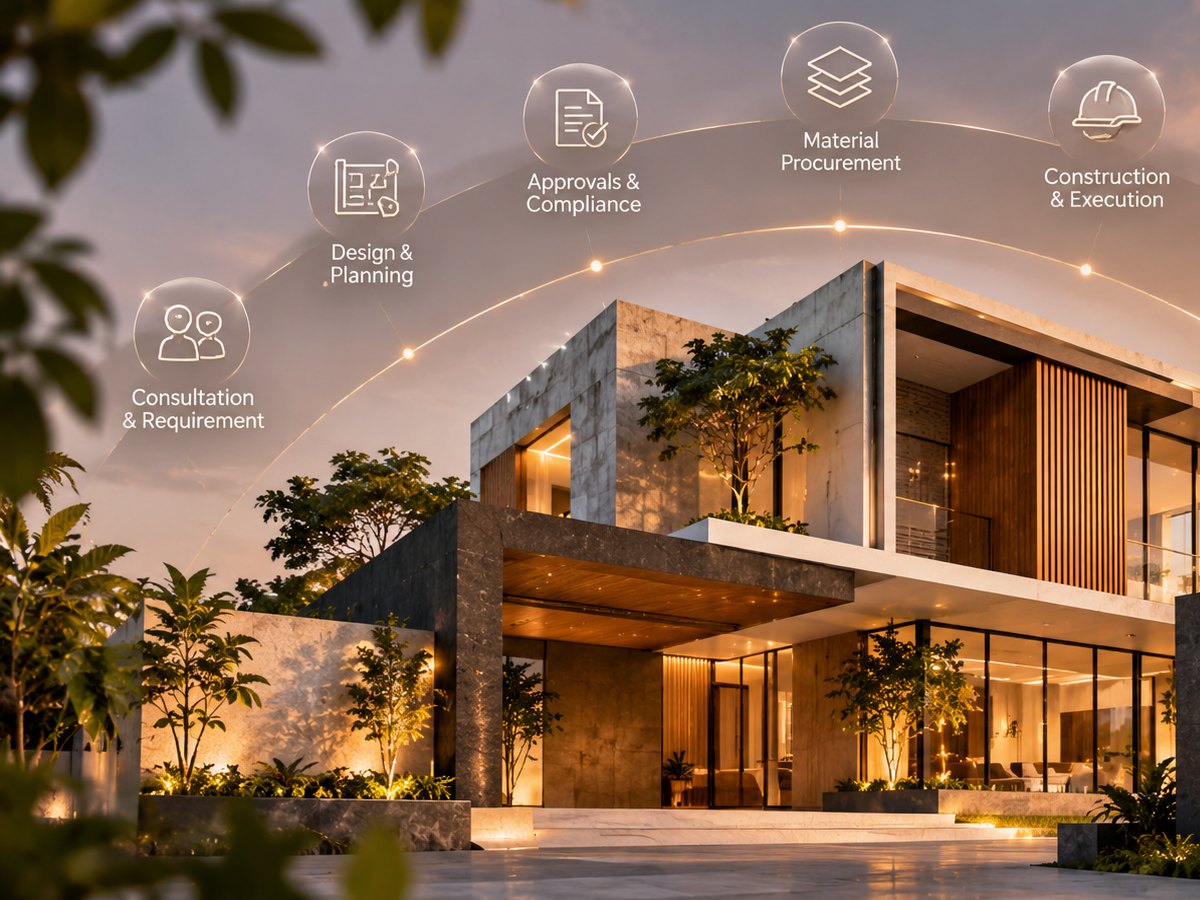 Consultation
& Requirement
Design &
Planning
Approvals &
Compliance
Material
Procurement
Construction
& Execution